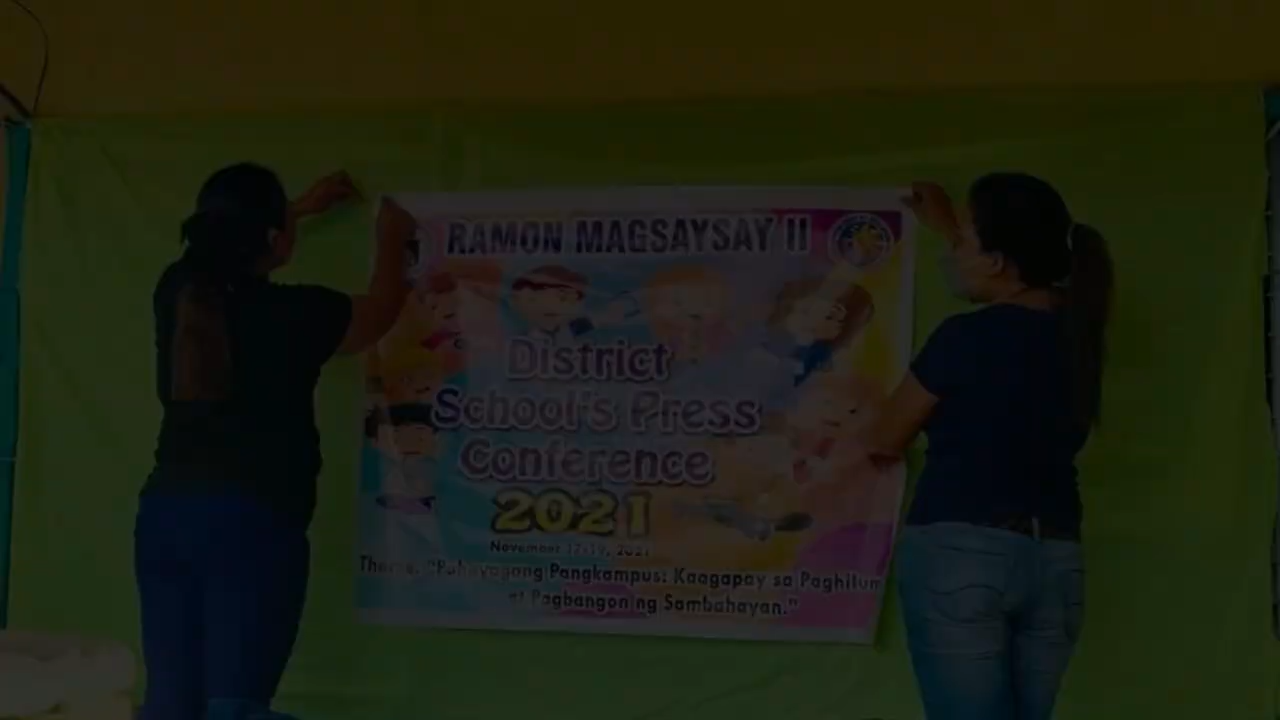 RAMON MAGSAYSAY II
District
School's Press
Conference
2021
November 17-19, 2021
Theme: "Pahayagang Pangkampus: Kaagapay sa Paghilom
at Pagbangon ng Sambahayan."